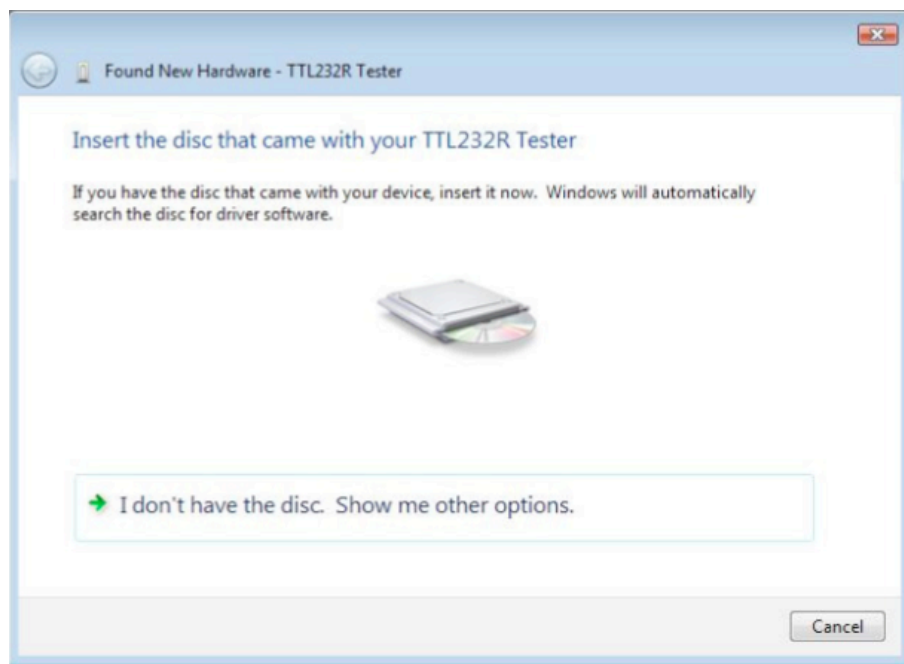 Found New Hardware - TTL232R Tester
Insert the disc that came with your TTL232R Tester
If you have the disc that came with your device, insert it now.  Windows will automatically
search the disc for driver software.
I don't have the disc.  Show me other options.
Cancel